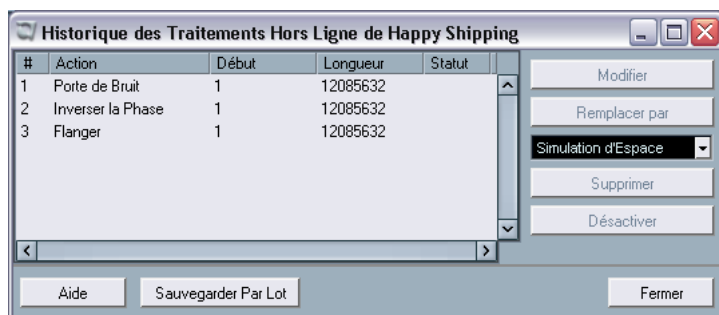 Historique des Traitements Hors Ligne de Happy Shipping
# Action Début Longueur Statut
1 Porte de Bruit 1 12085632
2 Inverser la Phase 1 12085632
3 Flanger 1 12085632
Modifier
Remplacer par
Simulation d'Espace
Supprimer
Désactiver
Aide Sauvegarder Par Lot Fermer